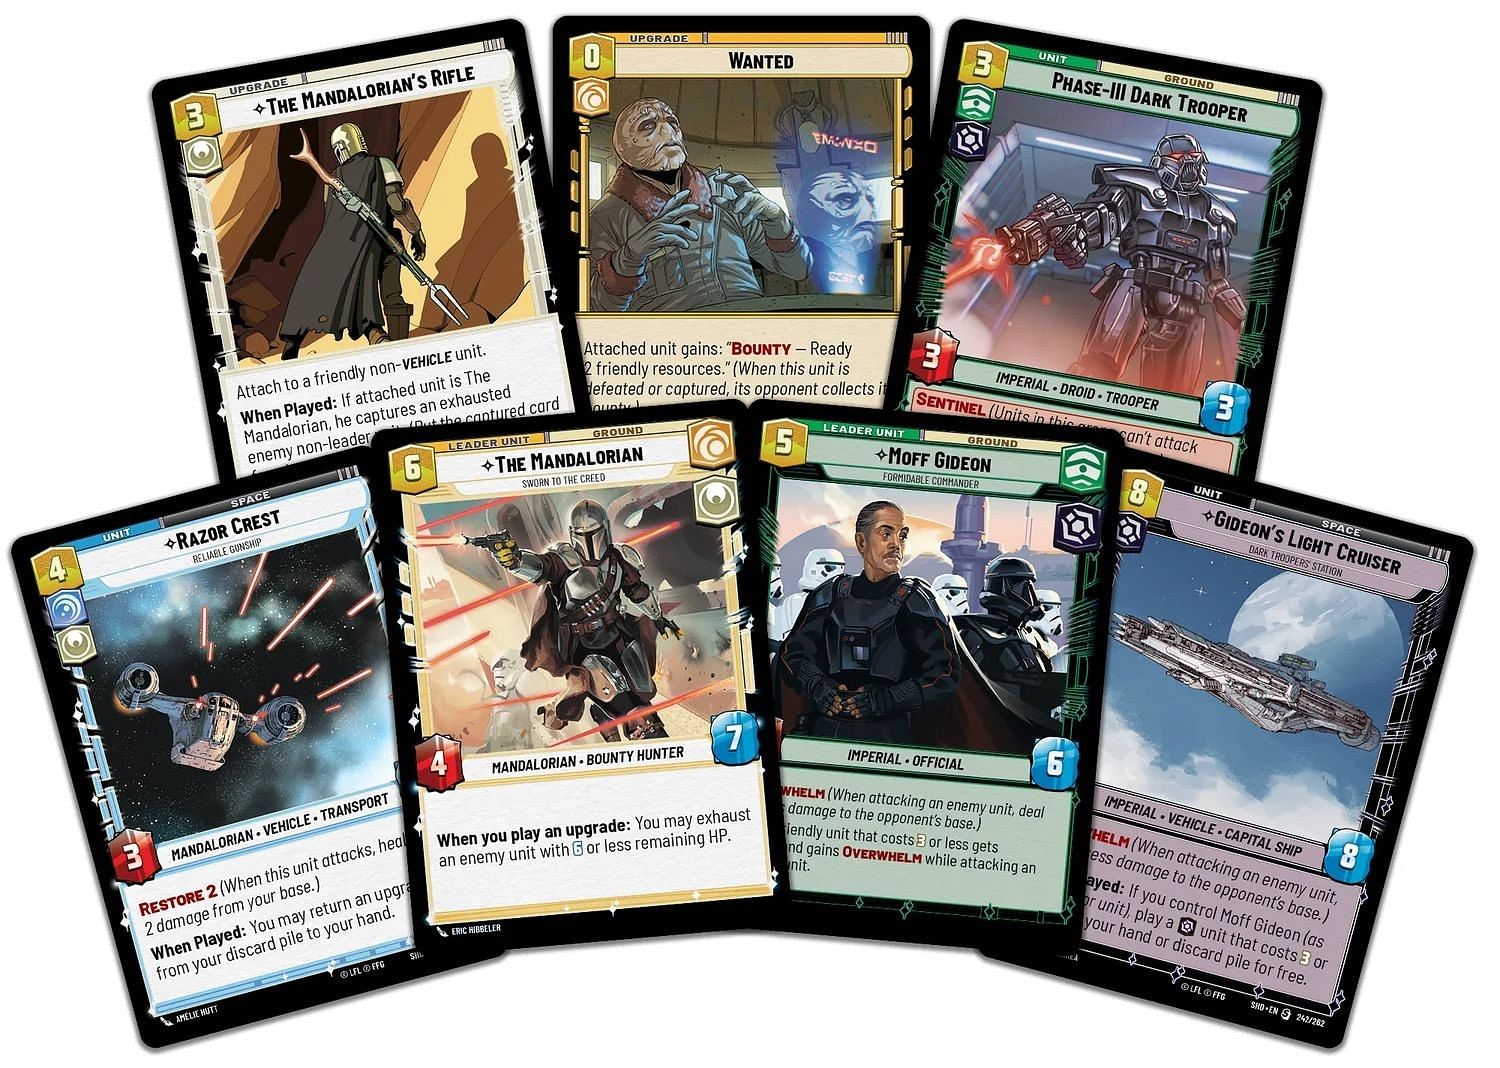 3
UPGRADE
✧THE MANDALORIAN'S RIFLE
Attach to a friendly non-VEHICLE unit.
When Played: If attached unit is The
Mandalorian, he captures an exhausted
enemy non-leader
the captured card
0
UPGRADE
WANTED
Attached unit gains: "BOUNTY — Ready
2 friendly resources." (When this unit is
defeated or captured, its opponent collects
3
UNIT
GROUND
PHASE-III DARK TROOPER
3
IMPERIAL • DROID • TROOPER
3
SENTINEL (Units in this
can't attack
4
UNIT
SPACE
✧RAZOR CREST
RELIABLE GUNSHIP
3
MANDALORIAN • VEHICLE • TRANSPORT
RESTORE 2 (When this unit attacks, heal
2 damage from your base.)
When Played: You may return an
from your discard pile to your hand.
© LFL © FFG
AMELIE HUTT
6
LEADER UNIT
GROUND
✧THE MANDALORIAN
SWORN TO THE CREED
4
MANDALORIAN • BOUNTY HUNTER
7
When you play an upgrade: You may exhaust
an enemy unit with 6 or less remaining HP.
ERIC HIBBELER
5
LEADER UNIT
GROUND
✧MOFF GIDEON
FORMIDABLE COMMANDER
IMPERIAL • OFFICIAL
6
(When attacking an enemy unit, deal
damage to the opponent's base.)
unit that costs 3 or less gets
gains OVERWHELM while attacking an
8
UNIT
SPACE
✧GIDEON'S LIGHT CRUISER
DARK TROOPERS' STATION
IMPERIAL • VEHICLE • CAPITAL SHIP
8
(When attacking an enemy unit,
damage to the opponent's base.)
If you control Moff Gideon (as
unit), play a unit that costs 3 or
your hand or discard pile for free.
© LFL © FFG
SHD • EN
242/262